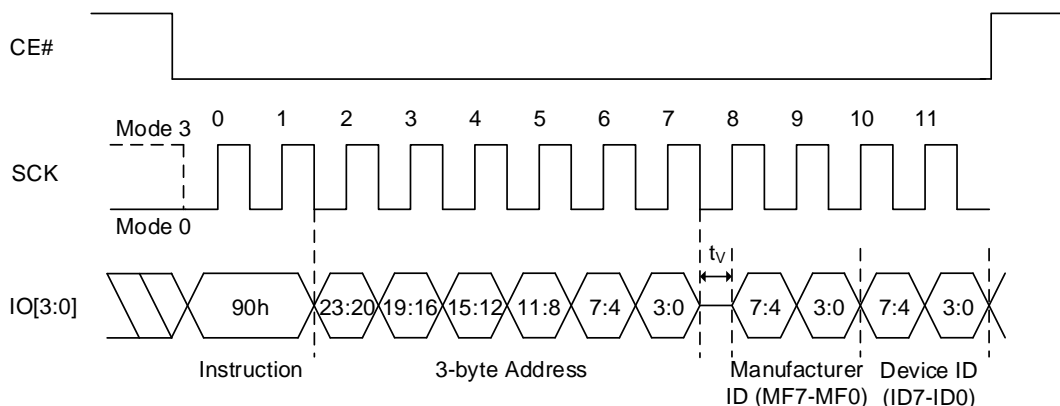 CE#
0 1 2 3 4 5 6 7 8 9 10 11
Mode 3
SCK
Mode 0
tV
IO[3:0]
90h 23:20 19:16 15:12 11:8 7:4 3:0 7:4 3:0 7:4 3:0
Instruction 3-byte Address Manufacturer Device ID
ID (MF7-MF0) (ID7-ID0)